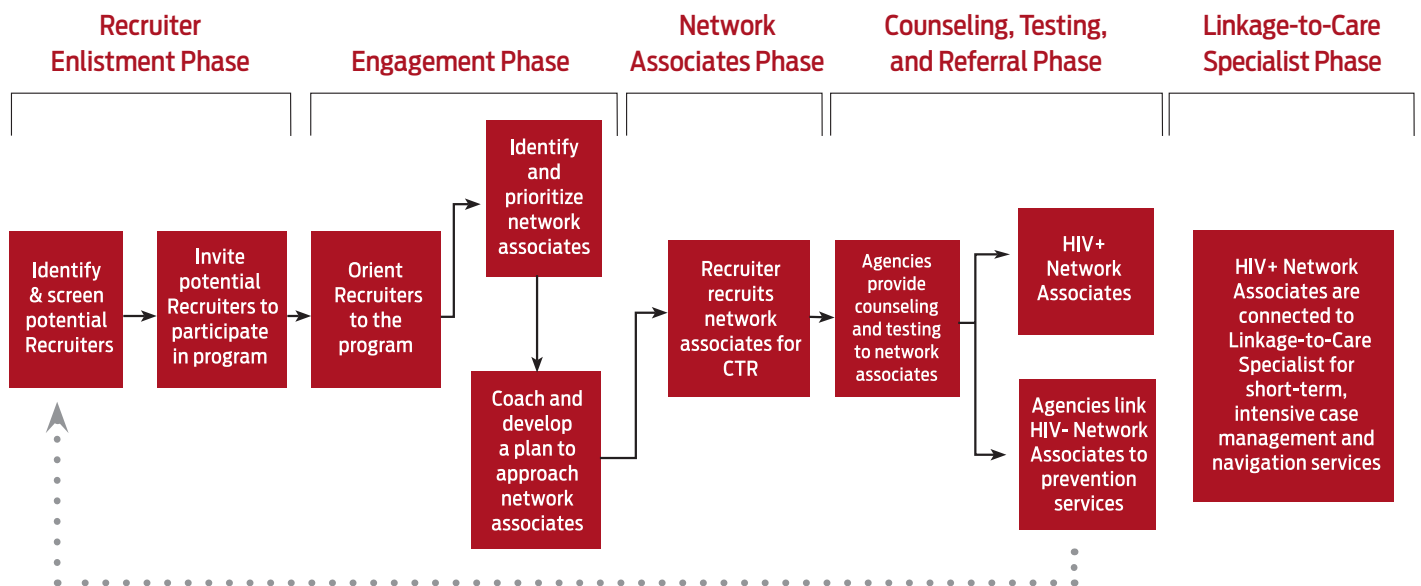 Recruiter
Enlistment Phase
Engagement Phase
Network
Associates Phase
Counseling, Testing,
and Referral Phase
Linkage-to-Care
Specialist Phase
Identify
& screen
potential
Recruiters
Invite
potential
Recruiters to
participate
in program
Orient
Recruiters
to the
program
Identify
and
prioritize
network
associates
Coach and
develop
a plan to
approach
network
associates
Recruiter
recruits
network
associates for
CTR
Agencies
provide
counseling
and testing
to network
associates
HIV+
Network
Associates
Agencies link
HIV- Network
Associates to
prevention
services
HIV+ Network
Associates are
connected to
Linkage-to-Care
Specialist for
short-term,
intensive case
management and
navigation services